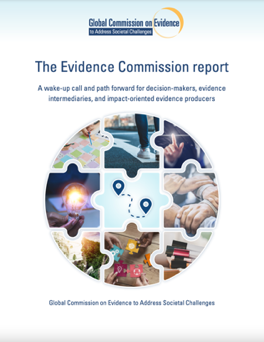 Global Commission on Evidence
to Address Societal Challenges
The Evidence Commission report
A wake-up call and path forward for decision-makers, evidence
intermediaries, and impact-oriented evidence producers
Global Commission on Evidence to Address Societal Challenges